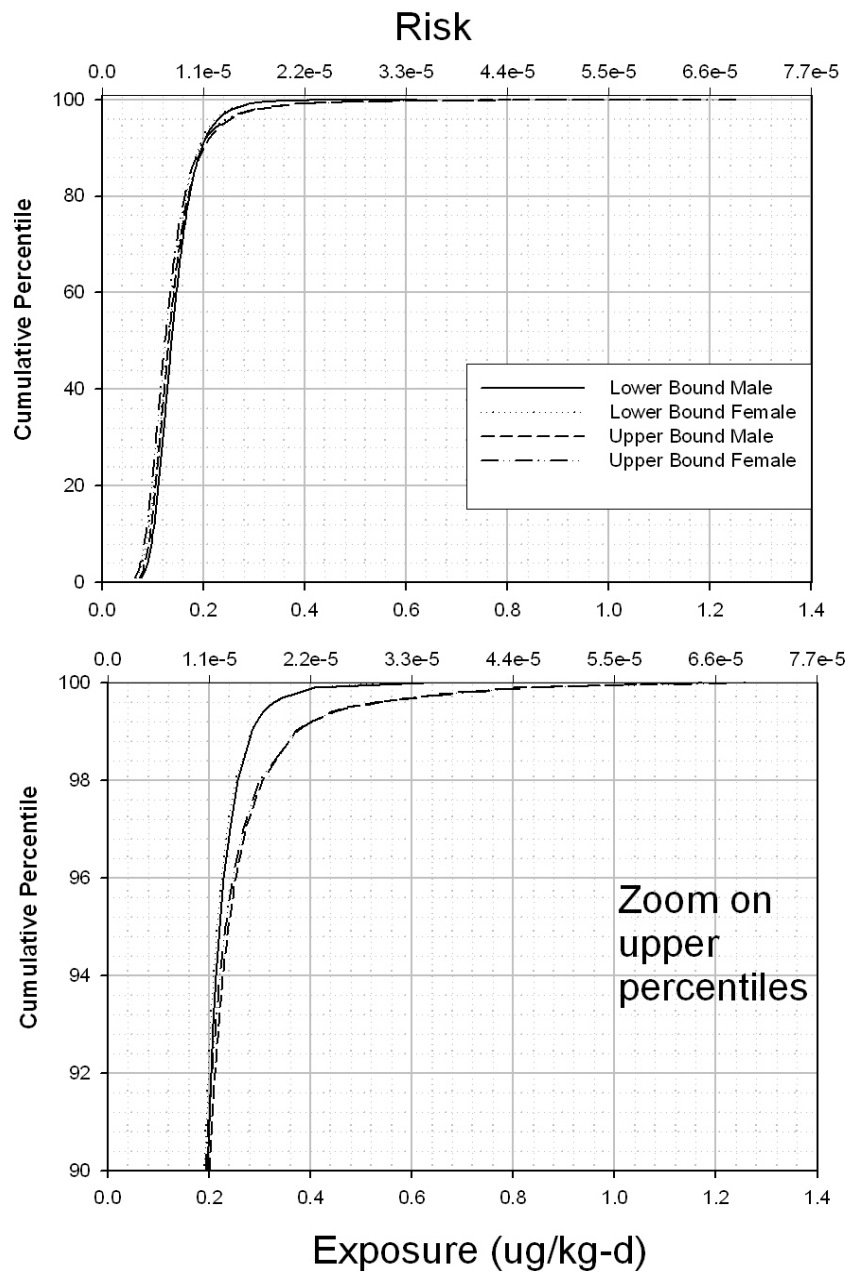 Risk
0.0 1.1e-5 2.2e-5 3.3e-5 4.4e-5 5.5e-5 6.6e-5 7.7e-5
100
80
60
40
20
0
Cumulative Percentile
Lower Bound Male
Lower Bound Female
Upper Bound Male
Upper Bound Female
0.0 0.2 0.4 0.6 0.8 1.0 1.2 1.4
0.0 1.1e-5 2.2e-5 3.3e-5 4.4e-5 5.5e-5 6.6e-5 7.7e-5
100
98
96
94
92
90
Cumulative Percentile
Zoom on
upper
percentiles
0.0 0.2 0.4 0.6 0.8 1.0 1.2 1.4
Exposure (ug/kg-d)